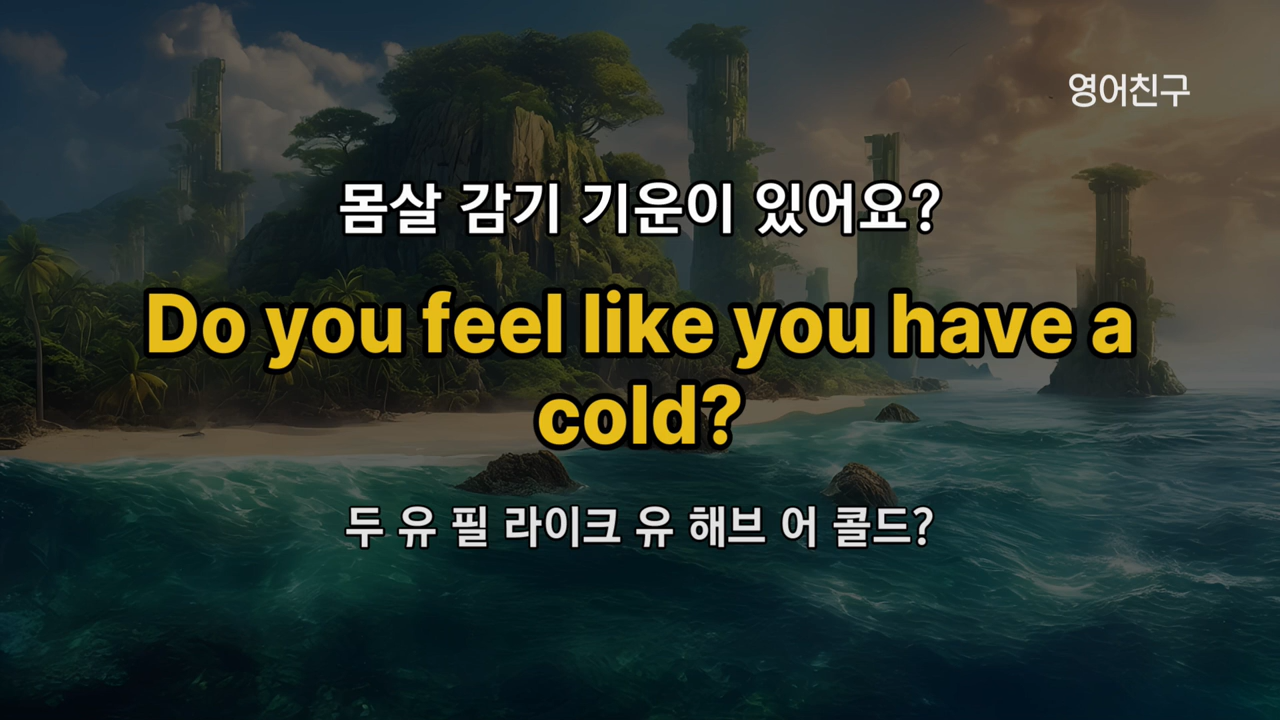 영어친구
몸살 감기 기운이 있어요?
Do you feel like you have a
cold?
두 유 필 라이크 유 해브 어 콜드?